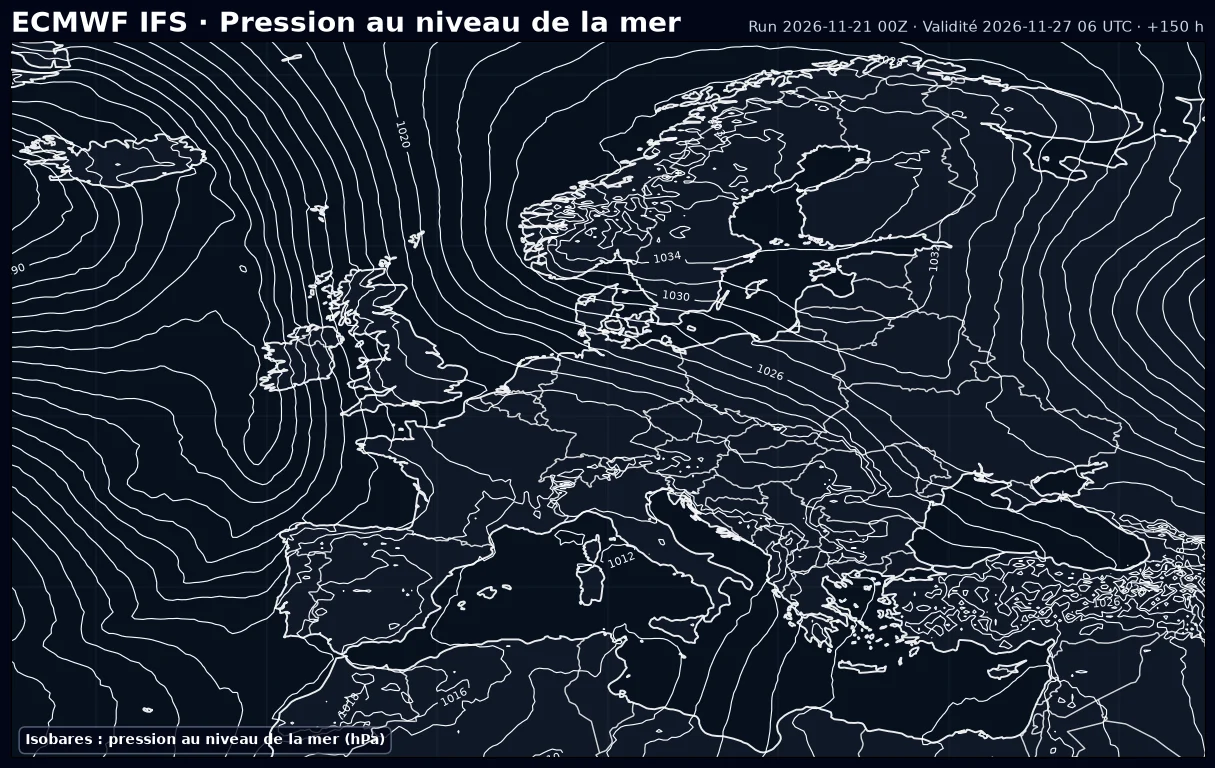 ECMWF IFS · Pression au niveau de la mer
Run 2026-11-21 00Z · Validité 2026-11-27 06 UTC · +150 h
1020
90
1034
1032
1030
1026
1012
1016
Isobares : pression au niveau de la mer (hPa)